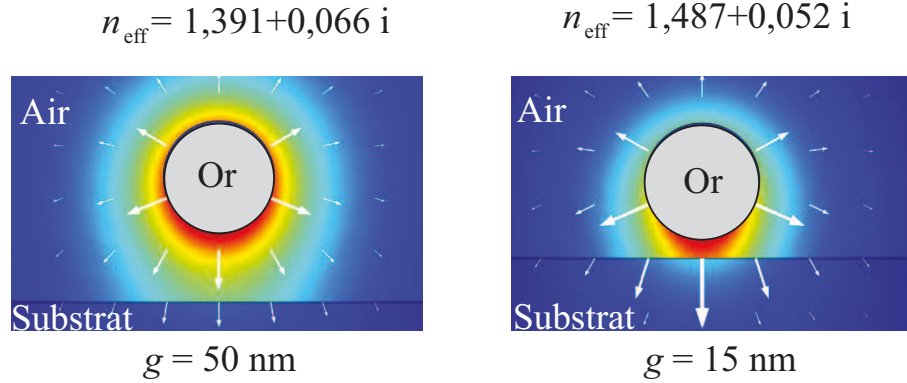 n_eff = 1,391+0,066 i
n_eff = 1,487+0,052 i
Air
Or
Substrat
Air
Or
Substrat
g = 50 nm
g = 15 nm